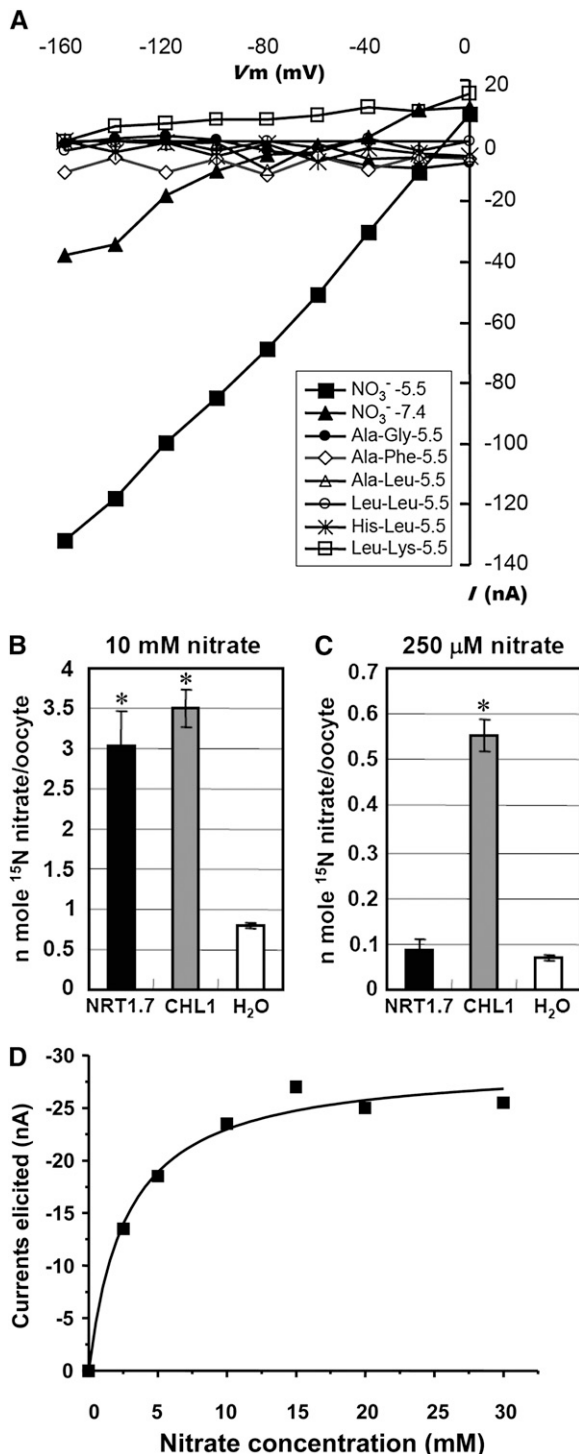 A
-160 -120 -80 -40 0
Vm (mV)
20
0
-20
-40
-60
-80
-100
-120
-140
I (nA)
NO3- -5.5
NO3- -7.4
Ala-Gly-5.5
Ala-Phe-5.5
Ala-Leu-5.5
Leu-Leu-5.5
His-Leu-5.5
Leu-Lys-5.5
B 10 mM nitrate
n mole 15N nitrate/oocyte
4
3.5
3
2.5
2
1.5
1
0.5
0
* *
NRT1.7 CHL1 H2O
C 250 µM nitrate
n mole 15N nitrate/oocyte
0.7
0.6
0.5
0.4
0.3
0.2
0.1
0
*
NRT1.7 CHL1 H2O
D
Currents elicited (nA)
-30
-25
-20
-15
-10
-5
0
0 5 10 15 20 25 30
Nitrate concentration (mM)